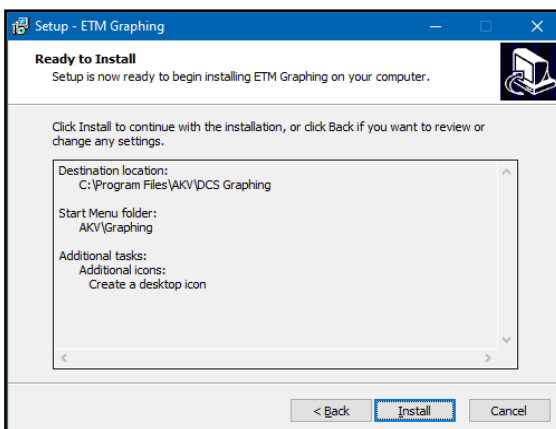 Setup - ETM Graphing
Ready to Install
Setup is now ready to begin installing ETM Graphing on your computer.
Click Install to continue with the installation, or click Back if you want to review or
change any settings.
Destination location:
C:\Program Files\AKV\DCS Graphing
Start Menu folder:
AKV\Graphing
Additional tasks:
Additional icons:
Create a desktop icon
< Back Install Cancel